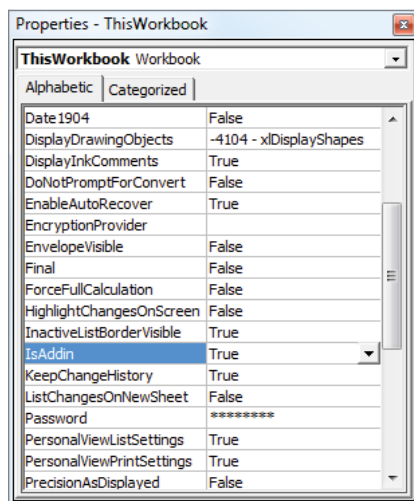 Properties - ThisWorkbook
ThisWorkbook Workbook
Alphabetic Categorized
Date1904 False
DisplayDrawingObjects -4104 - xlDisplayShapes
DisplayInkComments True
DoNotPromptForConvert False
EnableAutoRecover True
EncryptionProvider
EnvelopeVisible False
Final False
ForceFullCalculation False
HighlightChangesOnScreen False
InactiveListBorderVisible True
IsAddin True
KeepChangeHistory True
ListChangesOnNewSheet False
Password ********
PersonalViewListSettings True
PersonalViewPrintSettings True
PrecisionAsDisplayed False